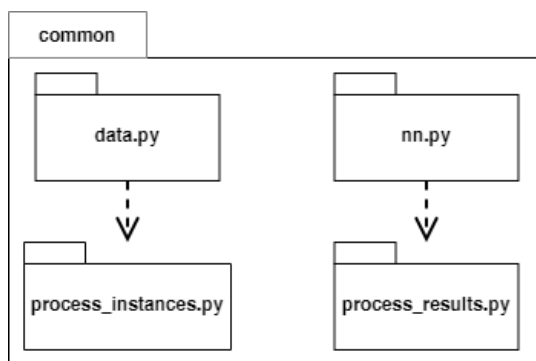 common
data.py
nn.py
process_instances.py
process_results.py